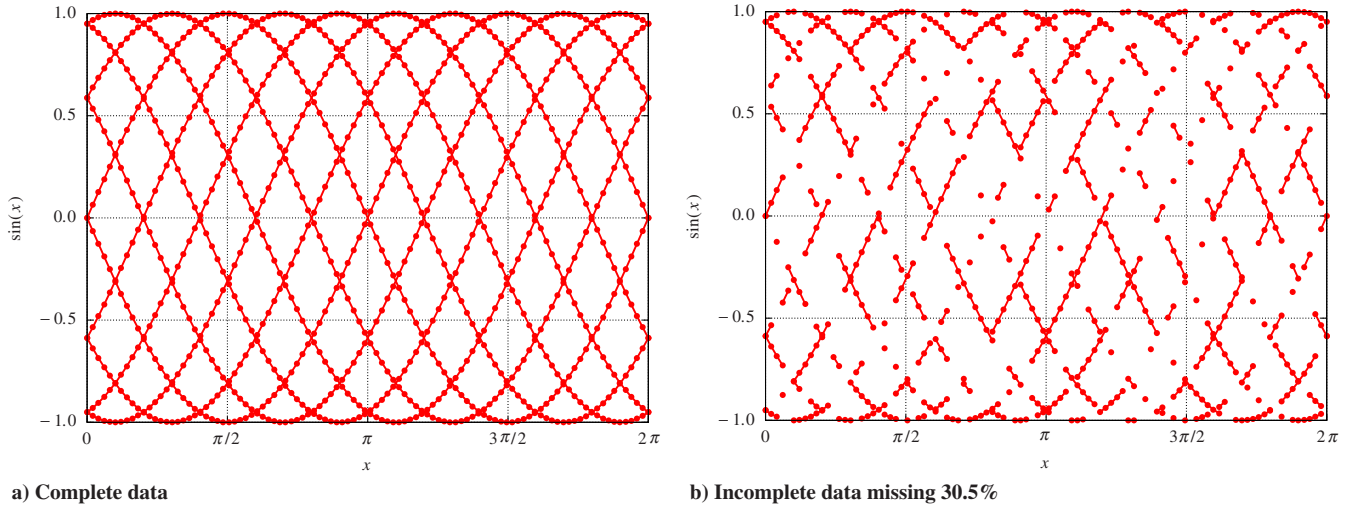 1.0
0.5
0.0
−0.5
−1.0
sin(x)
0 π/2 π 3π/2 2π
x
a) Complete data
1.0
0.5
0.0
−0.5
−1.0
sin(x)
0 π/2 π 3π/2 2π
x
b) Incomplete data missing 30.5%